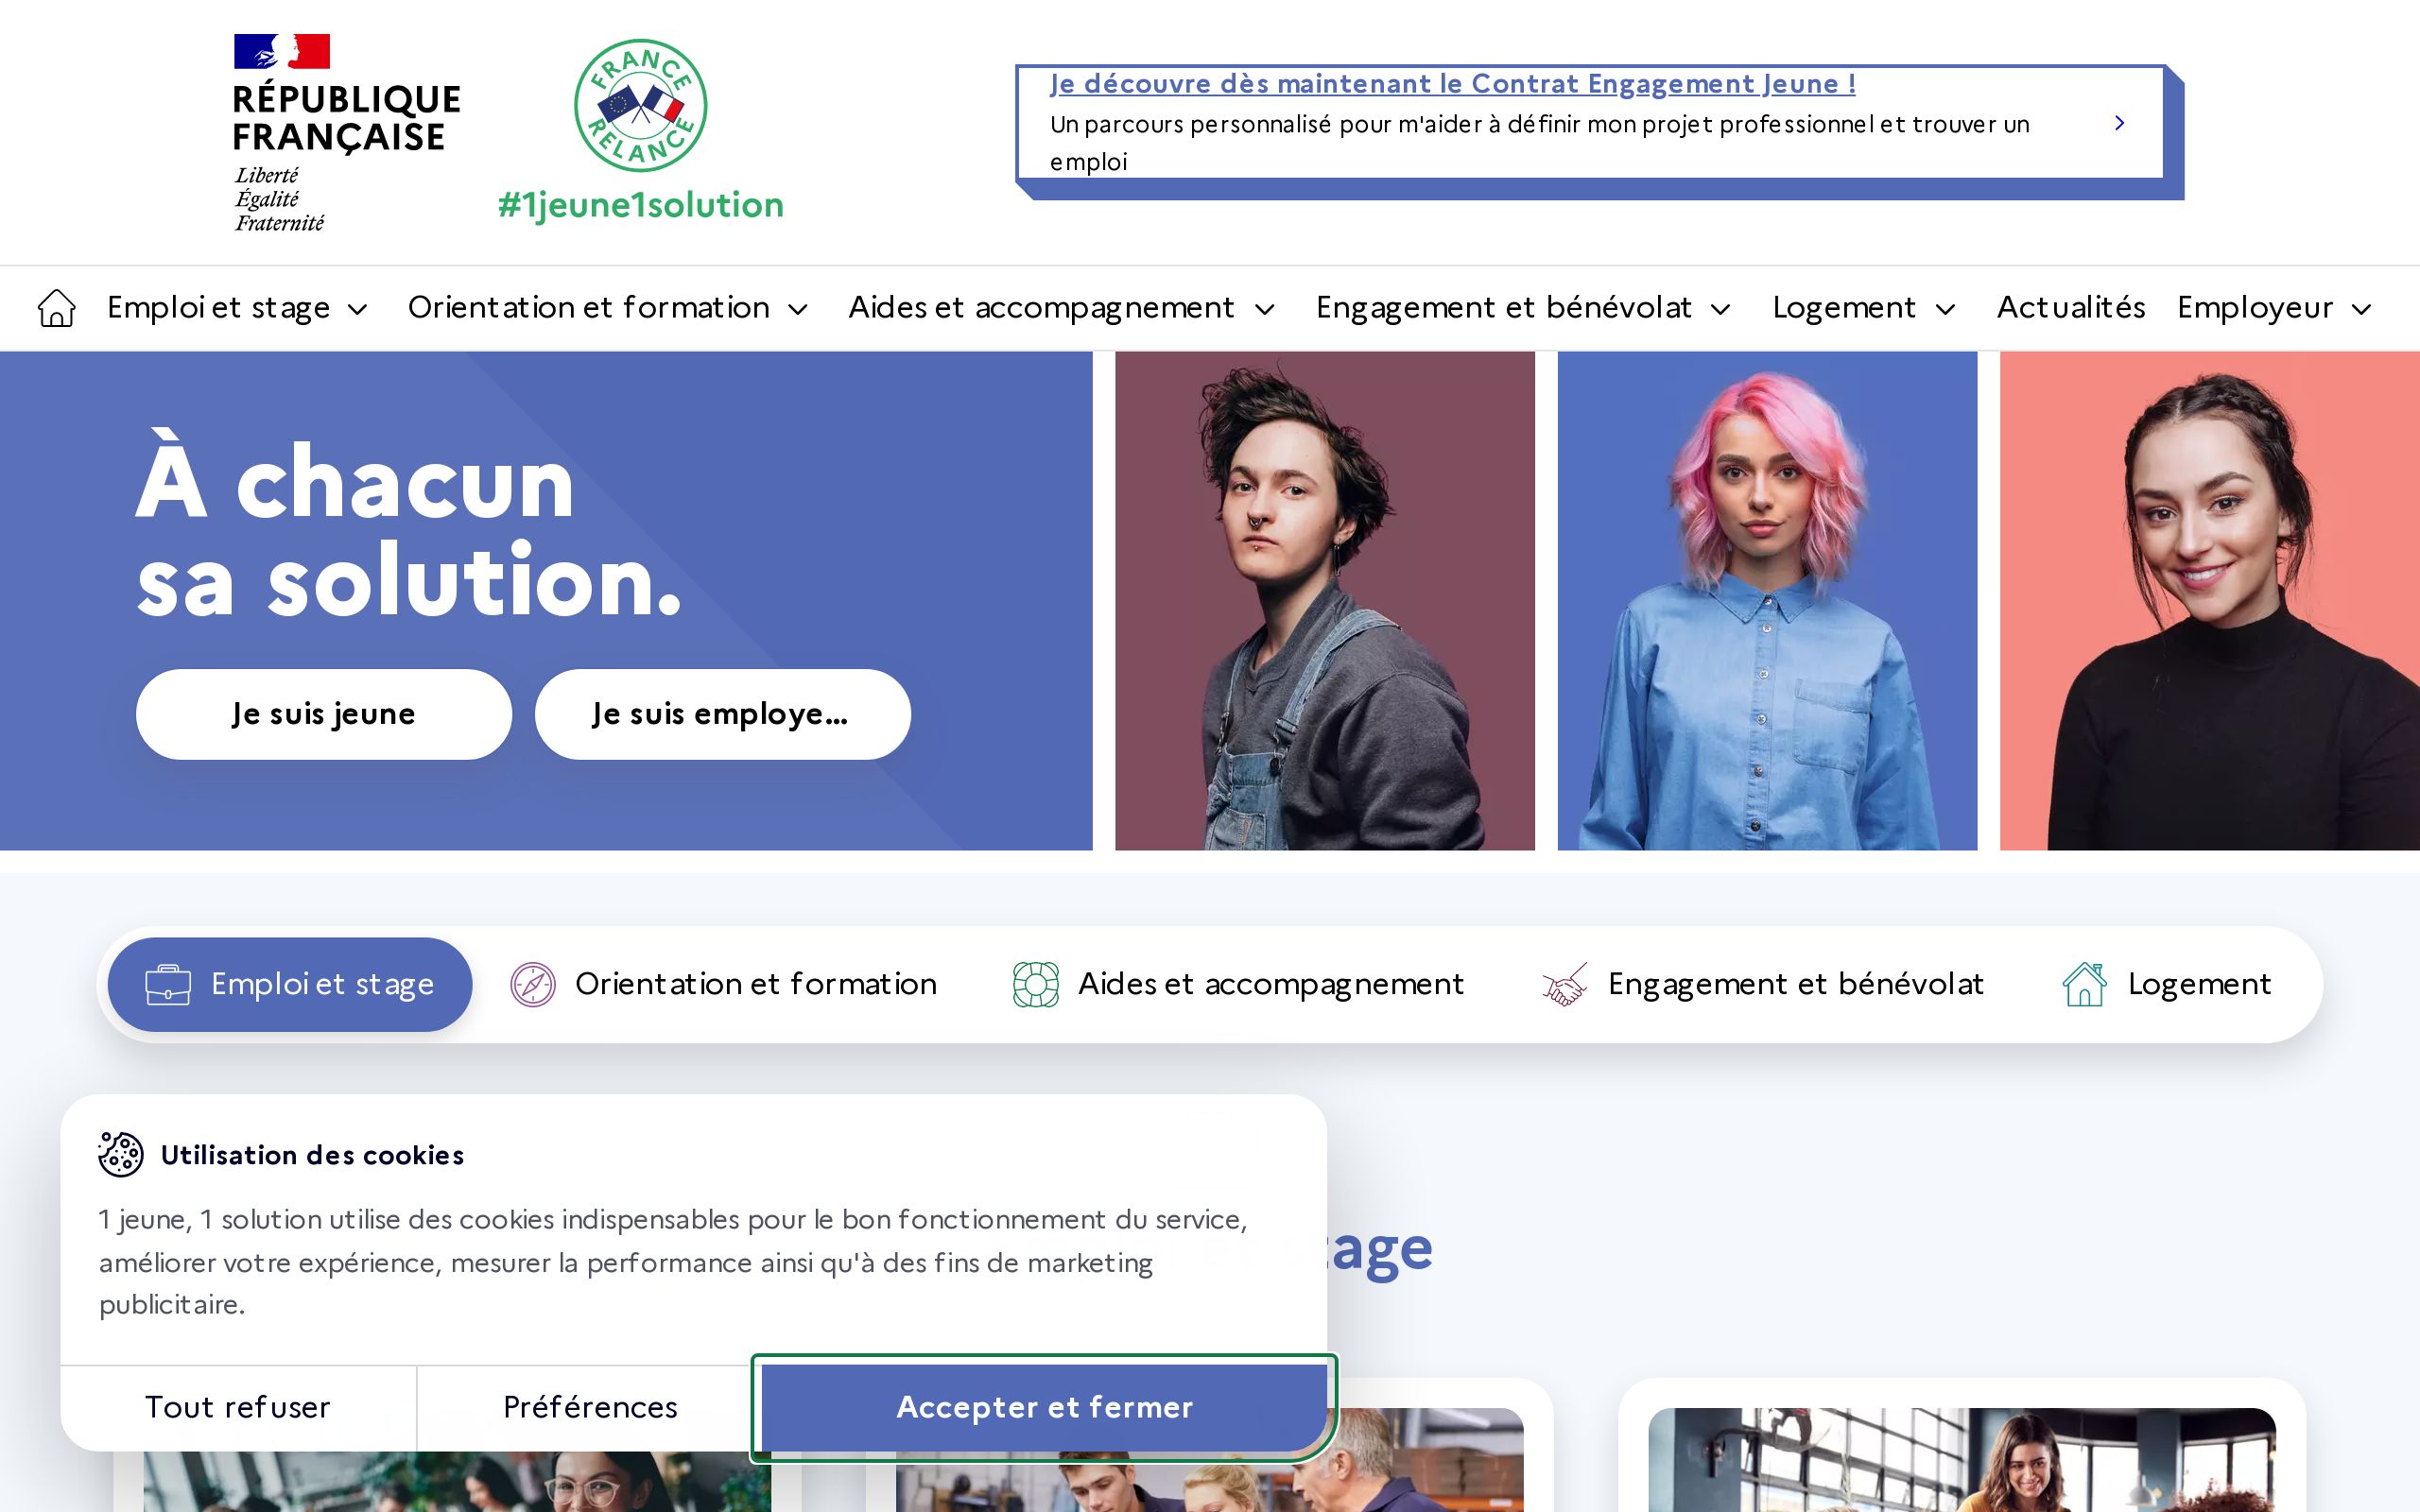 RÉPUBLIQUE
FRANÇAISE
Liberté
Égalité
Fraternité
FRANCE
RELANCE
#1jeune1solution
Je découvre dès maintenant le Contrat Engagement Jeune !
Un parcours personnalisé pour m'aider à définir mon projet professionnel et trouver un
emploi
Emploi et stage
Orientation et formation
Aides et accompagnement
Engagement et bénévolat
Logement
Actualités
Employeur
À chacun
sa solution.
Je suis jeune
Je suis employe...
Emploi et stage
Orientation et formation
Aides et accompagnement
Engagement et bénévolat
Logement
Utilisation des cookies
1 jeune, 1 solution utilise des cookies indispensables pour le bon fonctionnement du service,
améliorer votre expérience, mesurer la performance ainsi qu'à des fins de marketing
publicitaire.
Tout refuser
Préférences
Accepter et fermer